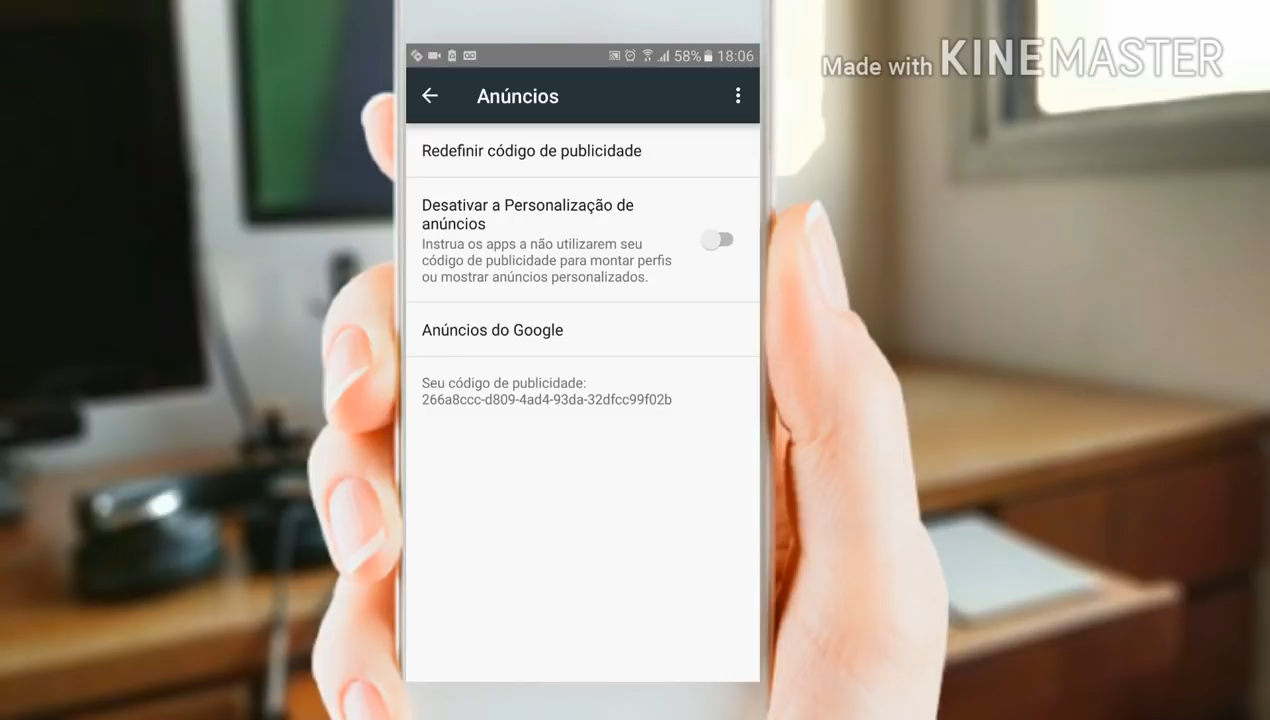 58% 18:06
Made with KINEMASTER
Anúncios
Redefinir código de publicidade
Desativar a Personalização de
anúncios
Instrua os apps a não utilizarem seu
código de publicidade para montar perfis
ou mostrar anúncios personalizados.
Anúncios do Google
Seu código de publicidade:
266a8ccc-d809-4ad4-93da-32dfcc99f02b